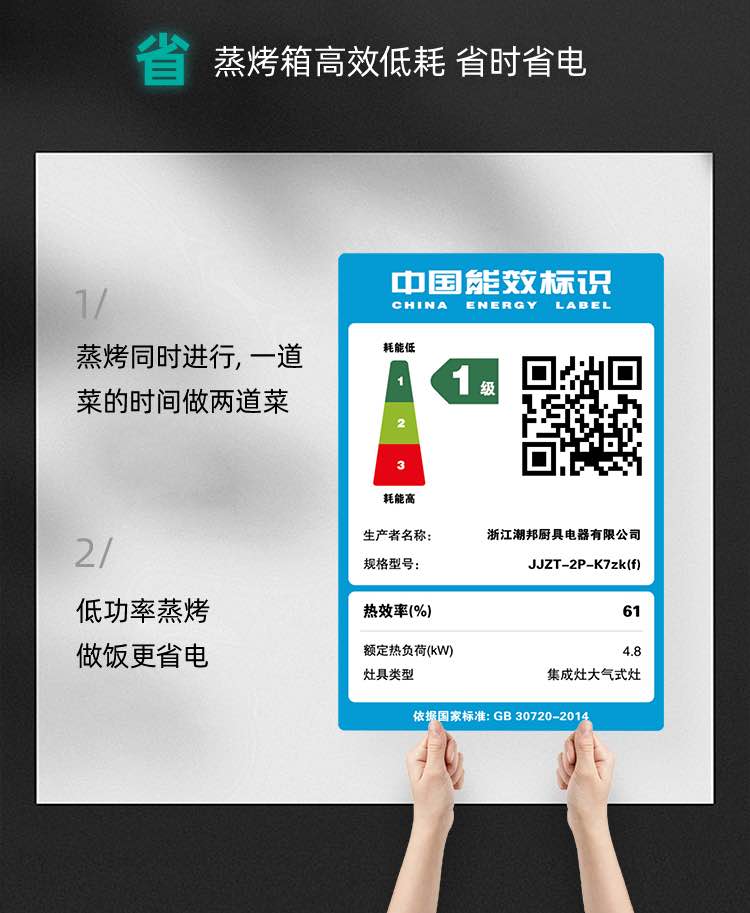 省 蒸烤箱高效低耗 省时省电
1/
蒸烤同时进行, 一道
菜的时间做两道菜
2/
低功率蒸烤
做饭更省电
中国能效标识
CHINA ENERGY LABEL
耗能低
1
2
3
耗能高
1级
生产者名称: 浙江潮邦厨具电器有限公司
规格型号: JJZT-2P-K7zk(f)
热效率(%) 61
额定热负荷(kW) 4.8
灶具类型 集成灶大气式灶
依据国家标准: GB 30720-2014